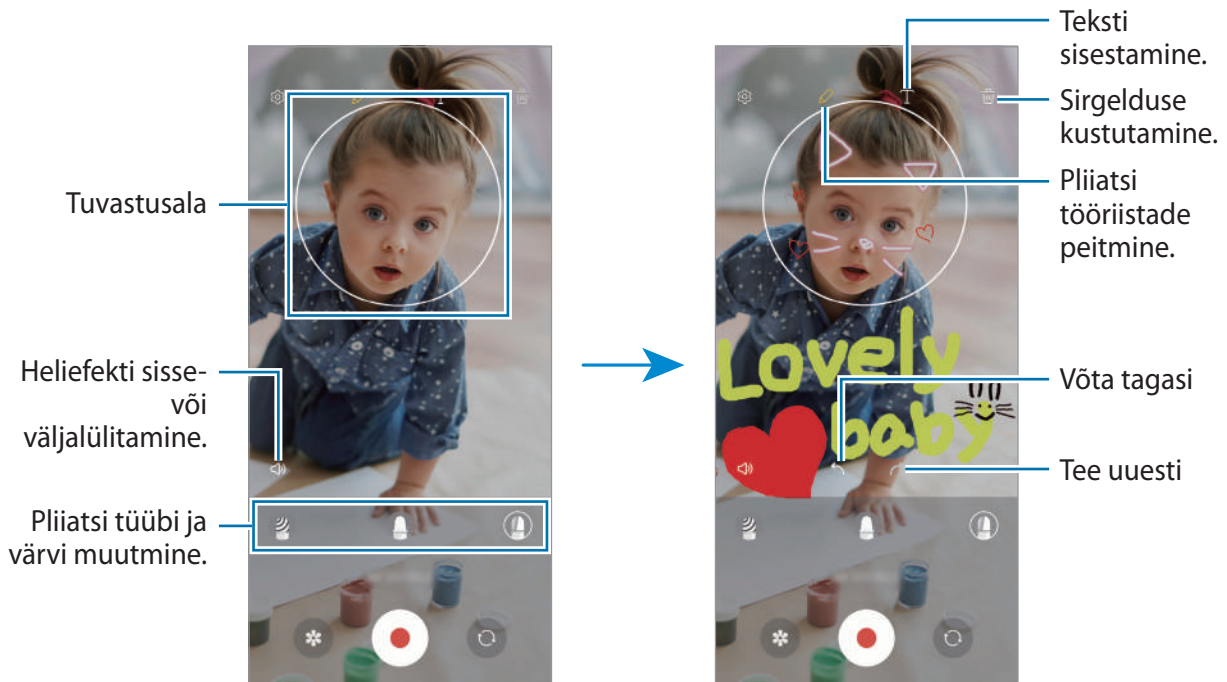 Teksti
sisestamine.
Sirgelduse
kustutamine.
Pliiatsi
tööriistade
peitmine.
Tuvastusala
Heliefekti sisse-
või
väljalülitamine.
Pliiatsi tüübi ja
värvi muutmine.
Lovely
baby
Võta tagasi
Tee uuesti